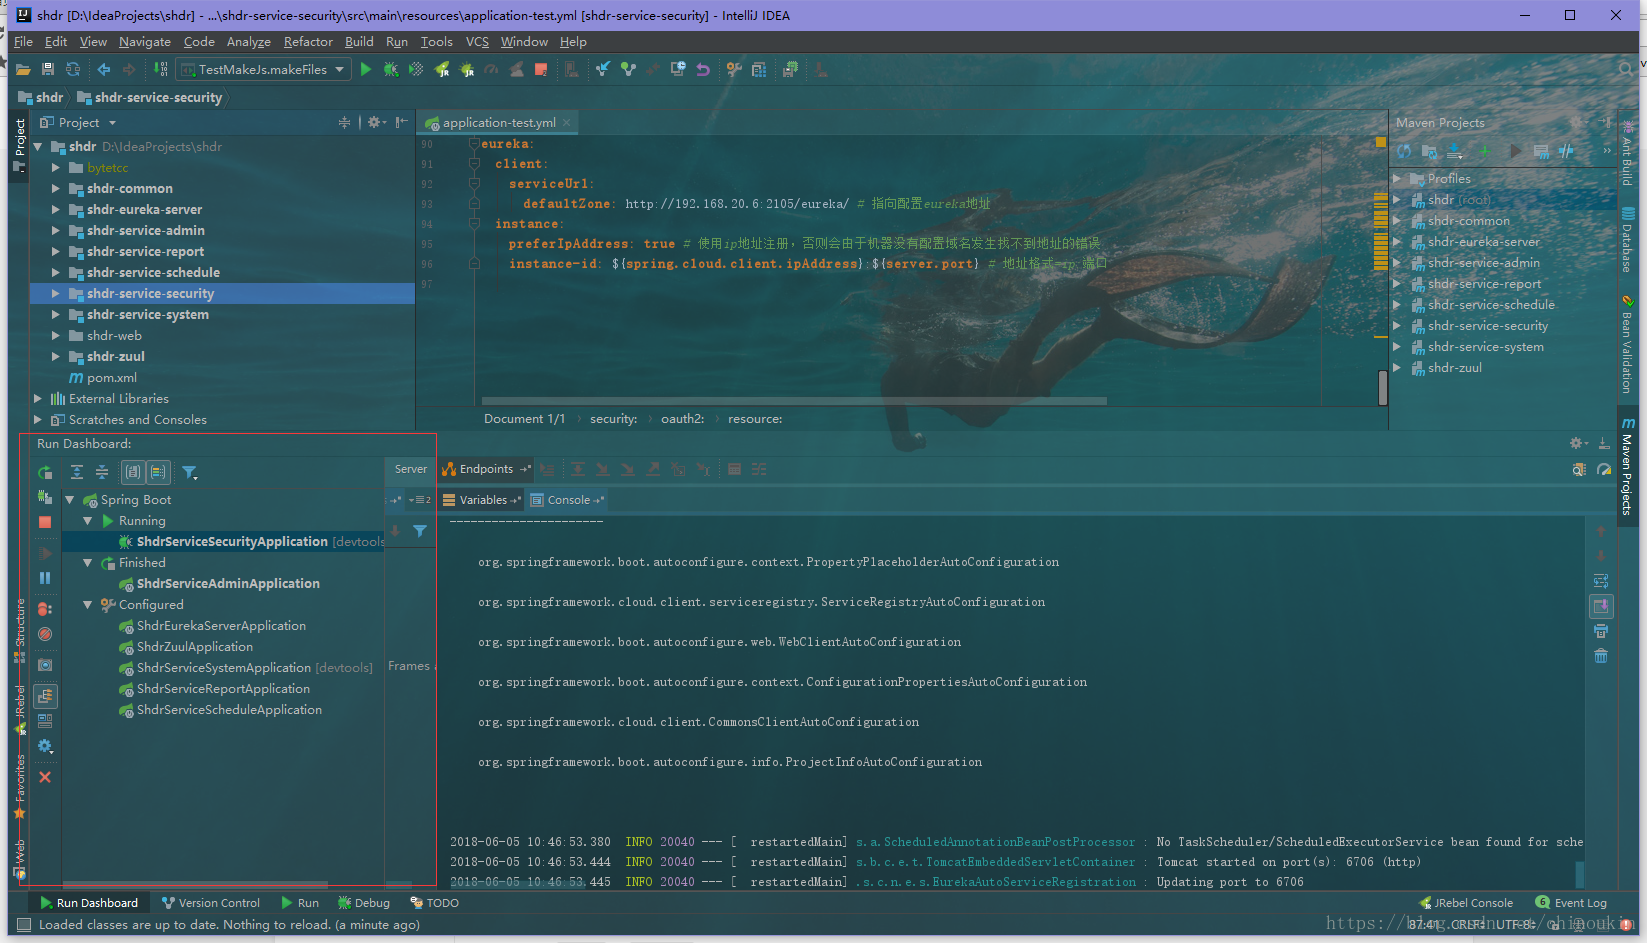 shdr [D:\IdeaProjects\shdr] - ...\shdr-service-security\src\main\resources\application-test.yml [shdr-service-security] - IntelliJ IDEA
File Edit View Navigate Code Analyze Refactor Build Run Tools VCS Window Help
TestMakeJs.makeFiles
shdr shdr-service-security
Project
Project
shdr D:\IdeaProjects\shdr
bytetcc
shdr-common
shdr-eureka-server
shdr-service-admin
shdr-service-report
shdr-service-schedule
shdr-service-security
shdr-service-system
shdr-web
shdr-zuul
pom.xml
External Libraries
Scratches and Consoles
application-test.yml
90 eureka:
91 client:
92 serviceUrl:
93 defaultZone: http://192.168.20.6:2105/eureka/ # 指向配置eureka地址
94 instance:
95 preferIpAddress: true # 使用ip地址注册，否则会由于机器没有配置域名发生找不到地址的错误
96 instance-id: ${spring.cloud.client.ipAddress}:${server.port} # 地址格式=ip:端口
97
Document 1/1 security: oauth2: resource:
Maven Projects
Profiles
shdr (root)
shdr-common
shdr-eureka-server
shdr-service-admin
shdr-service-report
shdr-service-schedule
shdr-service-security
shdr-service-system
shdr-zuul
Ant Build
Database
Bean Validation
Maven Projects
Run Dashboard:
Spring Boot
Running
ShdrServiceSecurityApplication [devtools
Finished
ShdrServiceAdminApplication
Configured
ShdrEurekaServerApplication
ShdrZuulApplication
ShdrServiceSystemApplication [devtools]
ShdrServiceReportApplication
ShdrServiceScheduleApplication
Structure
JRebel
Favorites
Web
Server
Endpoints
Frames
Variables
Console
----------------------
org.springframework.boot.autoconfigure.context.PropertyPlaceholderAutoConfiguration
org.springframework.cloud.client.serviceregistry.ServiceRegistryAutoConfiguration
org.springframework.boot.autoconfigure.web.WebClientAutoConfiguration
org.springframework.boot.autoconfigure.context.ConfigurationPropertiesAutoConfiguration
org.springframework.cloud.client.CommonsClientAutoConfiguration
org.springframework.boot.autoconfigure.info.ProjectInfoAutoConfiguration
2018-06-05 10:46:53.380 INFO 20040 --- [ restartedMain] s.a.ScheduledAnnotationBeanPostProcessor : No TaskScheduler/ScheduledExecutorService bean found for sche
2018-06-05 10:46:53.444 INFO 20040 --- [ restartedMain] s.b.c.e.t.TomcatEmbeddedServletContainer : Tomcat started on port(s): 6706 (http)
2018-06-05 10:46:53.445 INFO 20040 --- [ restartedMain] .s.c.n.e.s.EurekaAutoServiceRegistration : Updating port to 6706
Run Dashboard Version Control Run Debug TODO JRebel Console 6 Event Log
Loaded classes are up to date. Nothing to reload. (a minute ago) 87:41 CRLF UTF-8